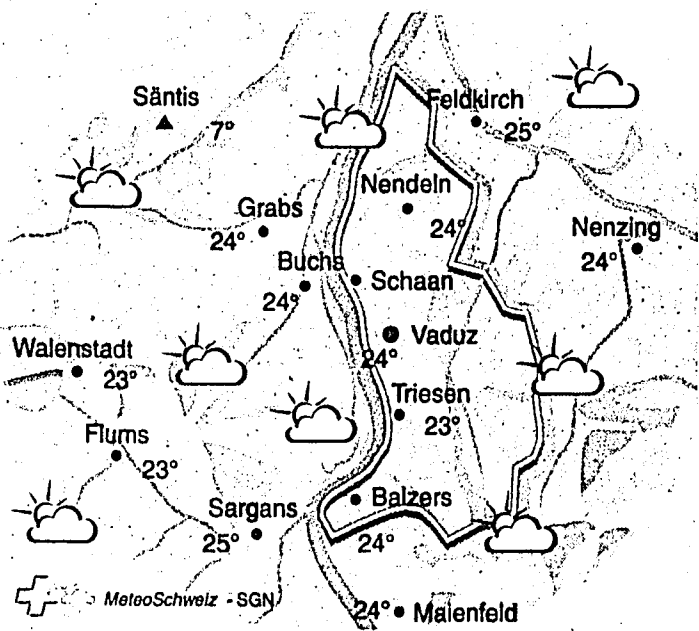 Säntis
7°
Feldkirch
25°
Nendeln
24°
Grabs
24°
Nenzing
24°
Buchs
24°
Schaan
Vaduz
24°
Walenstadt
23°
Triesen
23°
Flums
23°
Sargans
25°
Balzers
24°
MeteoSchweiz - SGN
24° Maienfeld